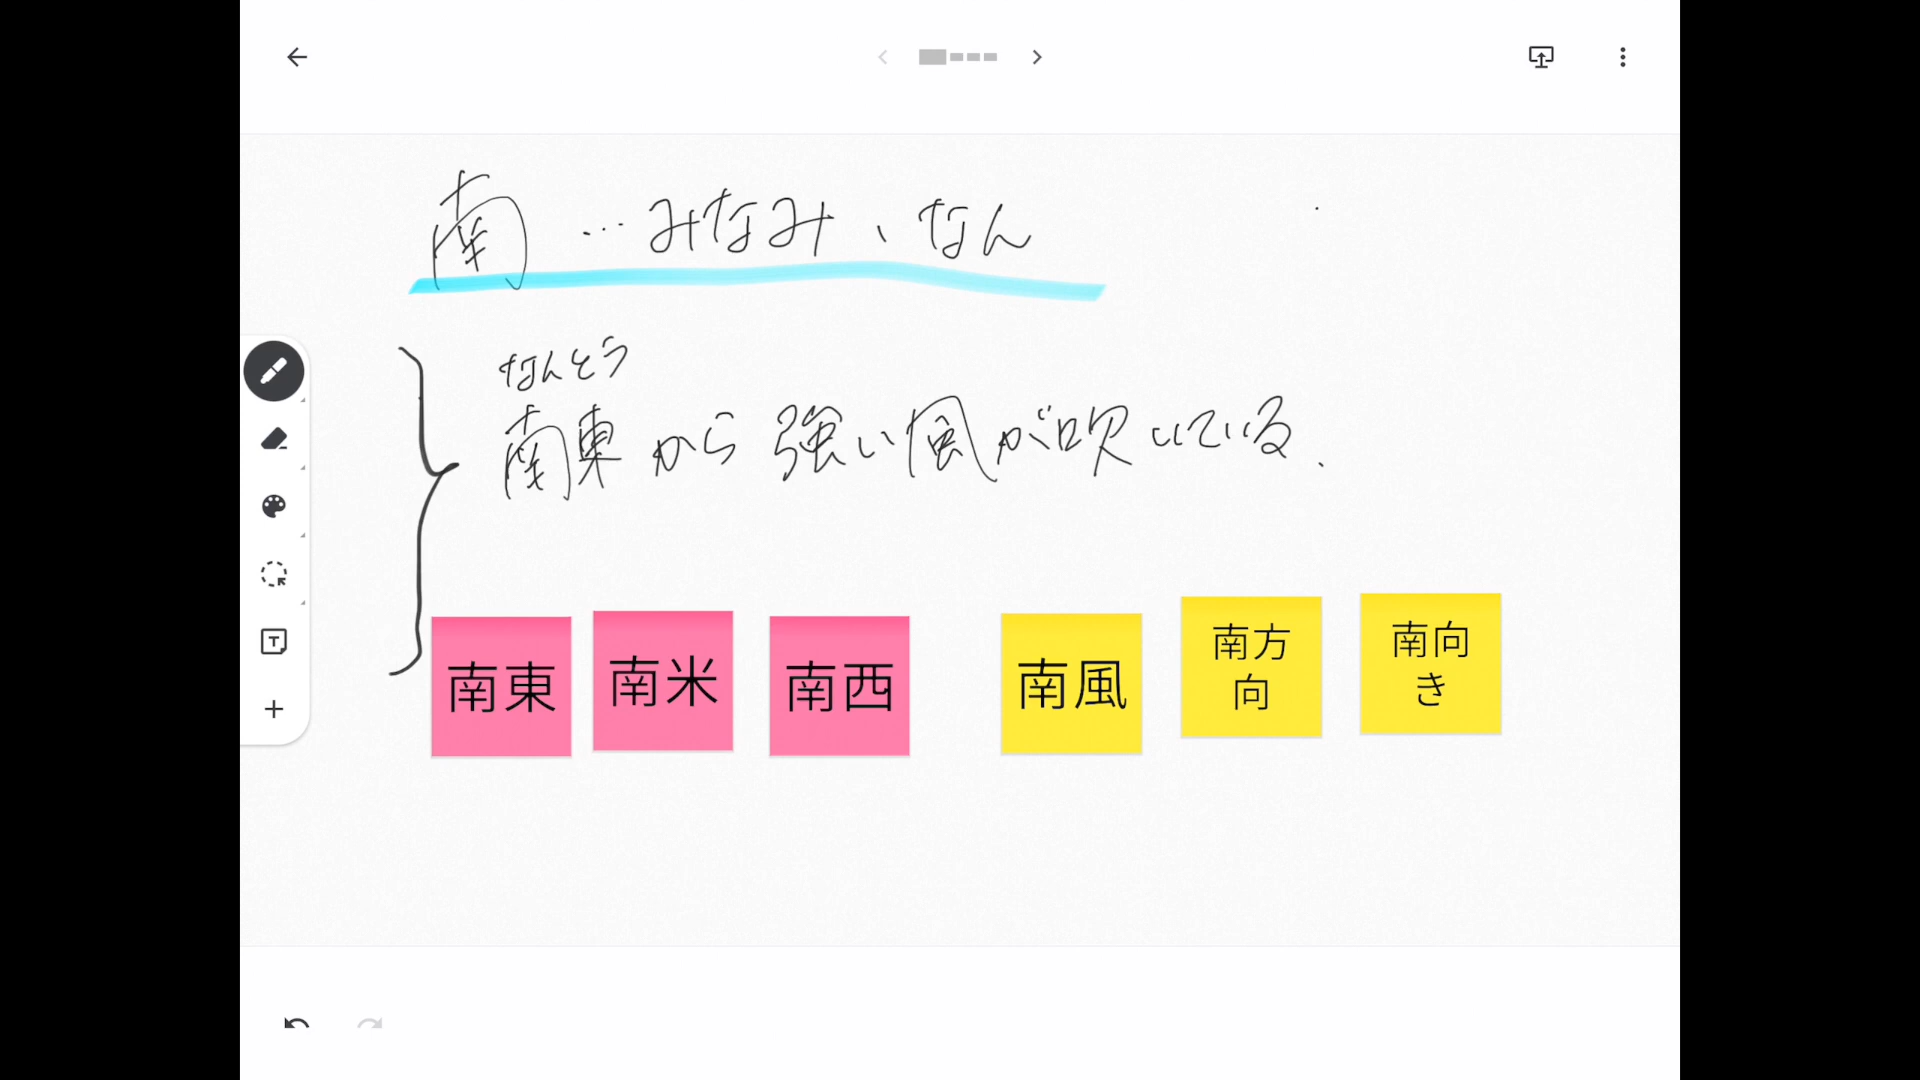 南…みなみ、なん
なんとう
南東から強い風が吹いている.
南東
南米
南西
南風
南方
向
南向
き